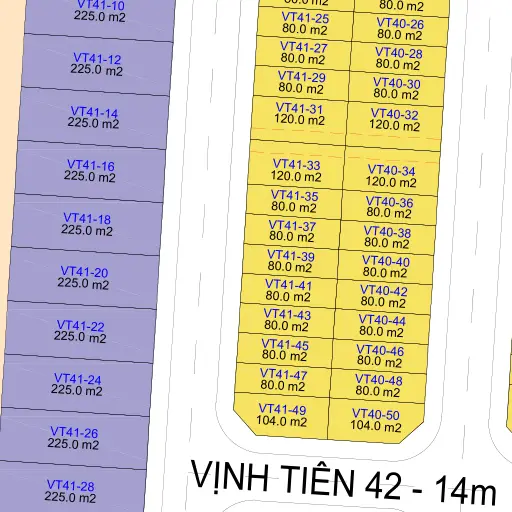 VT41-10
225.0 m2
VT41-12
225.0 m2
VT41-14
225.0 m2
VT41-16
225.0 m2
VT41-18
225.0 m2
VT41-20
225.0 m2
VT41-22
225.0 m2
VT41-24
225.0 m2
VT41-26
225.0 m2
VT41-28
225.0 m2
80.0 m2
VT41-25
80.0 m2
VT41-27
80.0 m2
VT41-29
80.0 m2
VT41-31
120.0 m2
VT41-33
120.0 m2
VT41-35
80.0 m2
VT41-37
80.0 m2
VT41-39
80.0 m2
VT41-41
80.0 m2
VT41-43
80.0 m2
VT41-45
80.0 m2
VT41-47
80.0 m2
VT41-49
104.0 m2
80.0 m2
VT40-26
80.0 m2
VT40-28
80.0 m2
VT40-30
80.0 m2
VT40-32
120.0 m2
VT40-34
120.0 m2
VT40-36
80.0 m2
VT40-38
80.0 m2
VT40-40
80.0 m2
VT40-42
80.0 m2
VT40-44
80.0 m2
VT40-46
80.0 m2
VT40-48
80.0 m2
VT40-50
104.0 m2
VỊNH TIÊN 42 - 14m